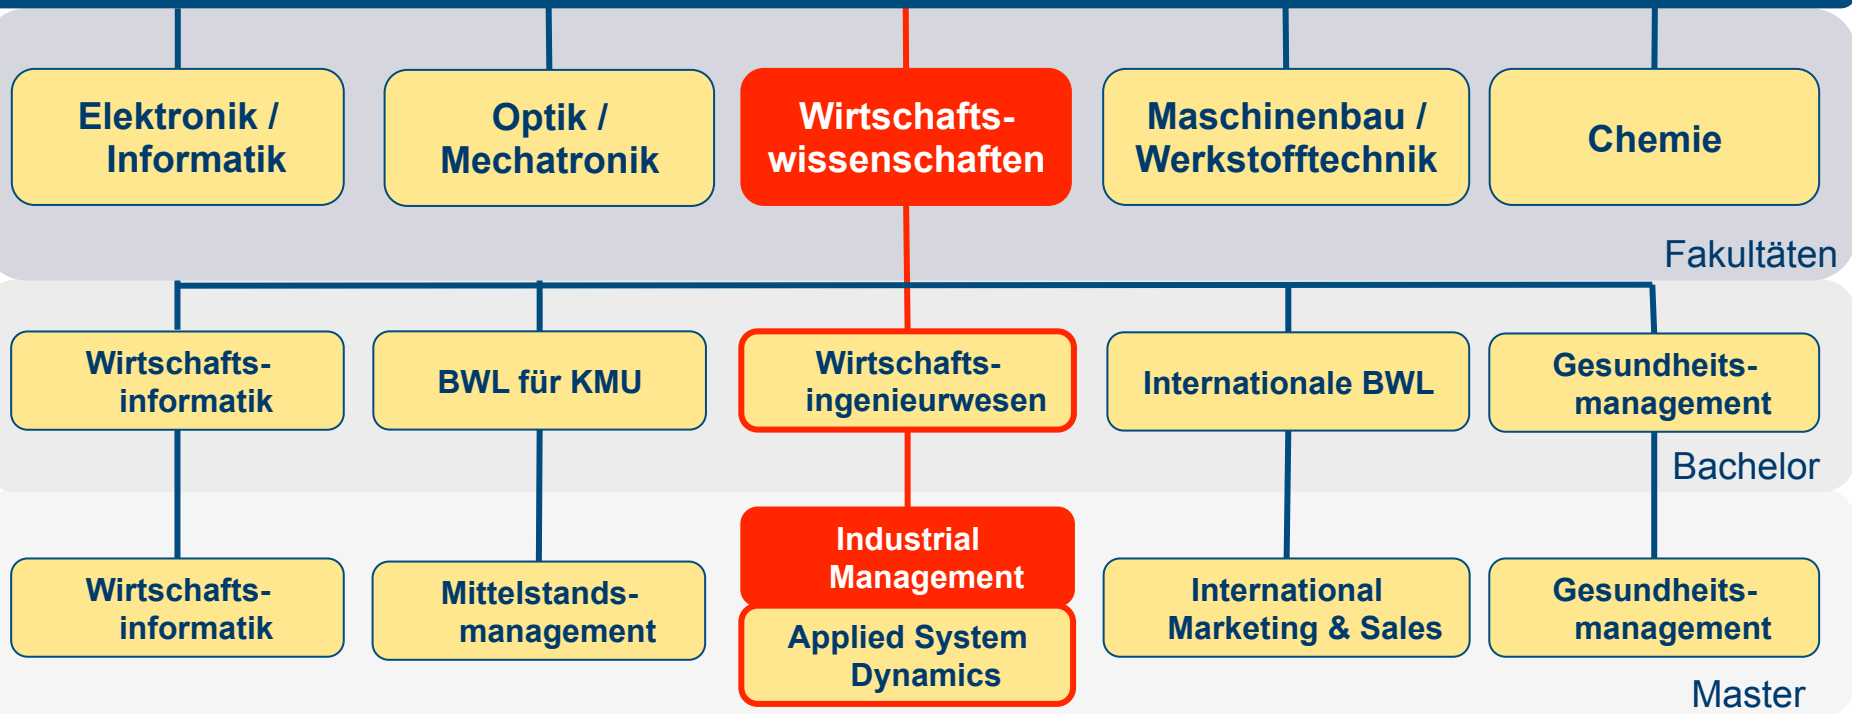 Elektronik /
Informatik
Optik /
Mechatronik
Wirtschafts-
wissenschaften
Maschinenbau /
Werkstofftechnik
Chemie
Fakultäten
Wirtschafts-
informatik
BWL für KMU
Wirtschafts-
ingenieurwesen
Internationale BWL
Gesundheits-
management
Bachelor
Wirtschafts-
informatik
Mittelstands-
management
Industrial
Management
Applied System
Dynamics
International
Marketing & Sales
Gesundheits-
management
Master